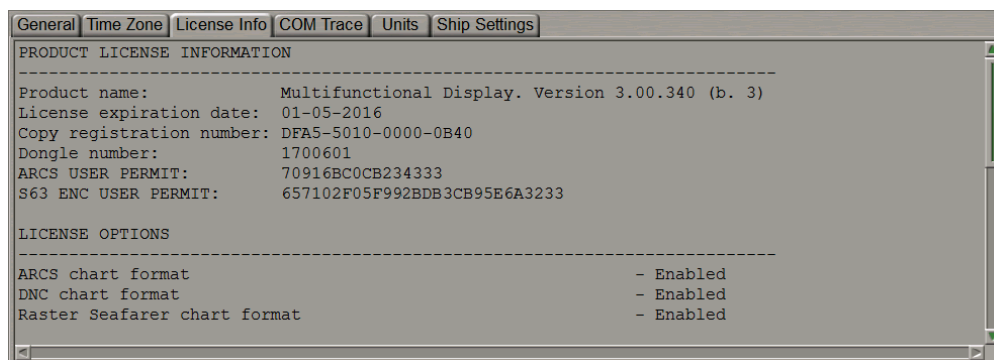 General Time Zone License Info COM Trace Units Ship Settings
PRODUCT LICENSE INFORMATION
---------------------------------------------------------------------------
Product name: Multifunctional Display. Version 3.00.340 (b. 3)
License expiration date: 01-05-2016
Copy registration number: DFA5-5010-0000-0B40
Dongle number: 1700601
ARCS USER PERMIT: 70916BC0CB234333
S63 ENC USER PERMIT: 657102F05F992BDB3CB95E6A3233
LICENSE OPTIONS
---------------------------------------------------------------------------
ARCS chart format - Enabled
DNC chart format - Enabled
Raster Seafarer chart format - Enabled